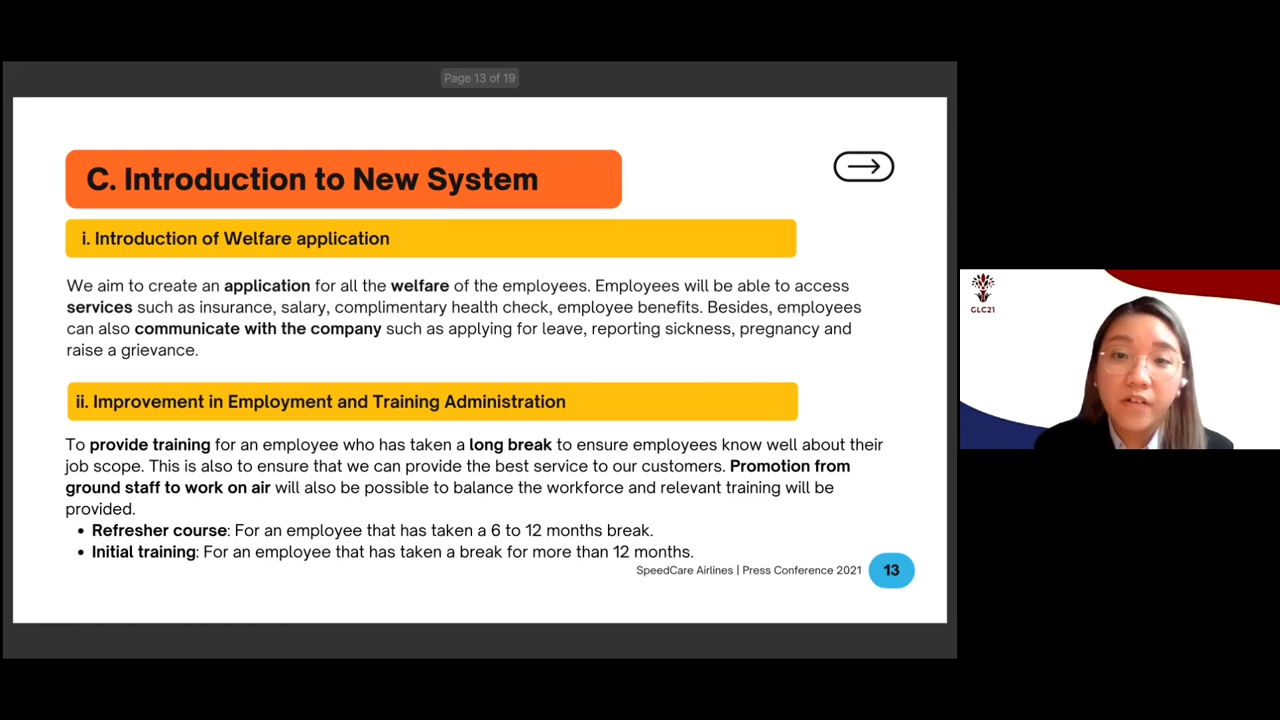 Page 13 of 19
C. Introduction to New System
i. Introduction of Welfare application
We aim to create an application for all the welfare of the employees. Employees will be able to access
services such as insurance, salary, complimentary health check, employee benefits. Besides, employees
can also communicate with the company such as applying for leave, reporting sickness, pregnancy and
raise a grievance.
ii. Improvement in Employment and Training Administration
To provide training for an employee who has taken a long break to ensure employees know well about their
job scope. This is also to ensure that we can provide the best service to our customers. Promotion from
ground staff to work on air will also be possible to balance the workforce and relevant training will be
provided.
• Refresher course: For an employee that has taken a 6 to 12 months break.
• Initial training: For an employee that has taken a break for more than 12 months.
SpeedCare Airlines | Press Conference 2021
13
GLC21